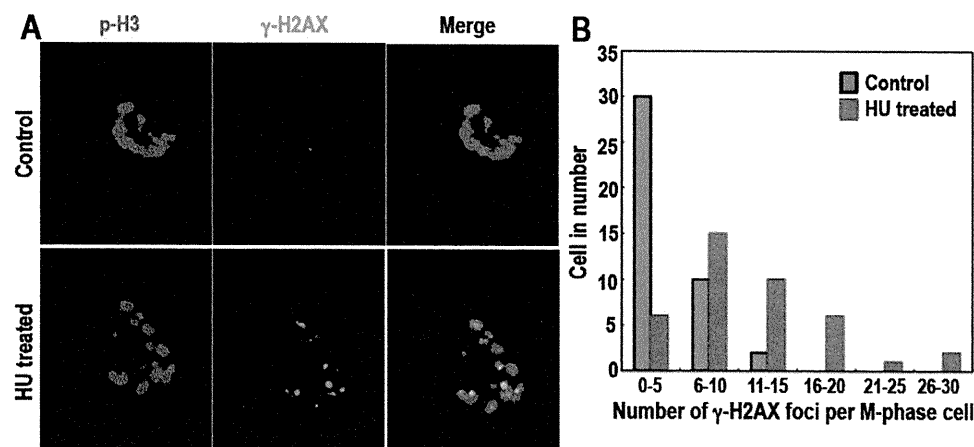 A
p-H3
γ-H2AX
Merge
Control
HU treated
B
35
30
25
20
15
10
5
0
Cell in number
Control
HU treated
0-5 6-10 11-15 16-20 21-25 26-30
Number of γ-H2AX foci per M-phase cell